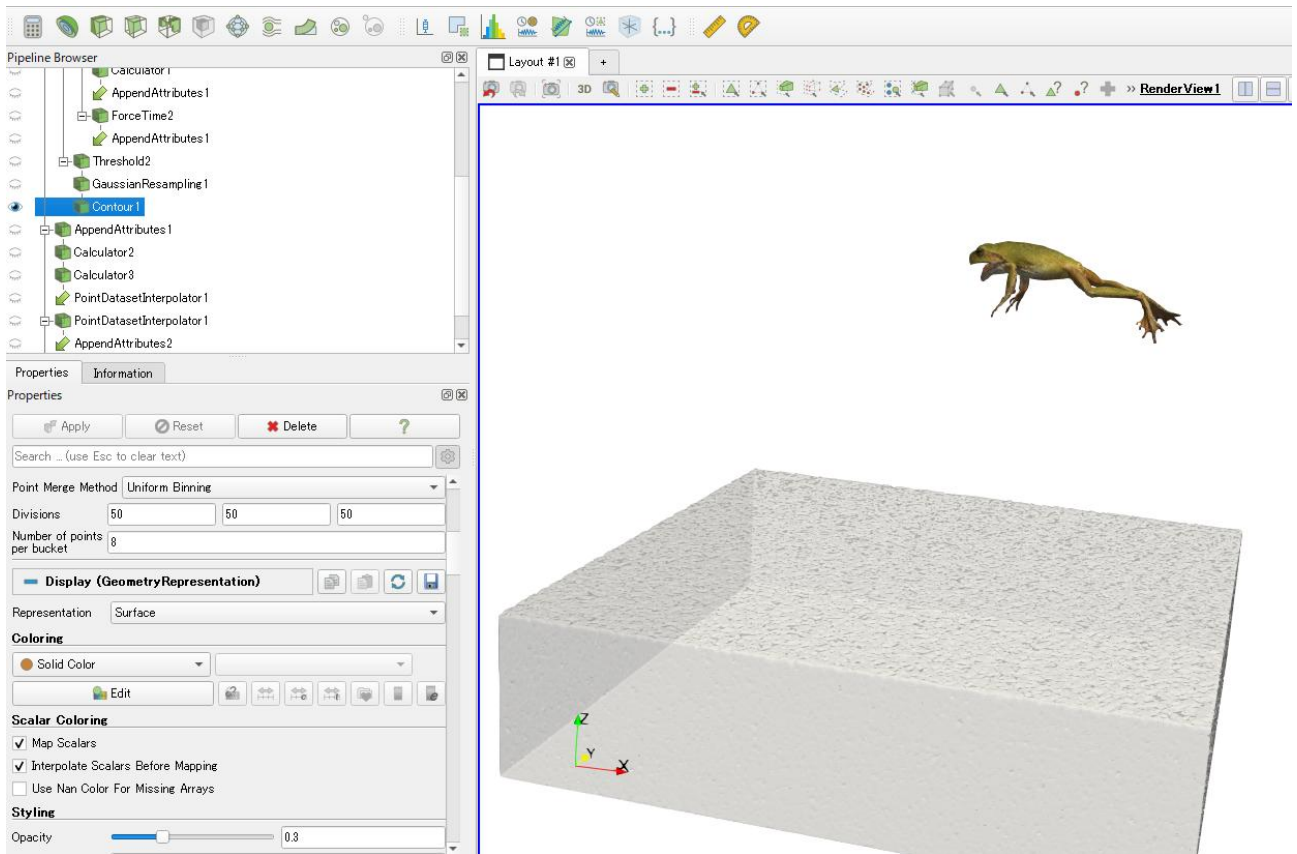 {...}
Pipeline Browser
Calculator1
AppendAttributes1
ForceTime2
AppendAttributes1
Threshold2
GaussianResampling1
Contour1
AppendAttributes1
Calculator2
Calculator3
PointDatasetInterpolator1
PointDatasetInterpolator1
AppendAttributes2
Properties Information
Properties
Apply Reset Delete ?
Search ... (use Esc to clear text)
Point Merge Method Uniform Binning
Divisions 50 50 50
Number of points
per bucket 8
Display (GeometryRepresentation)
Representation Surface
Coloring
Solid Color
Edit
Scalar Coloring
Map Scalars
Interpolate Scalars Before Mapping
Use Nan Color For Missing Arrays
Styling
Opacity 0.3
Layout #1 +
3D ? ? » RenderView1
Z
Y
X